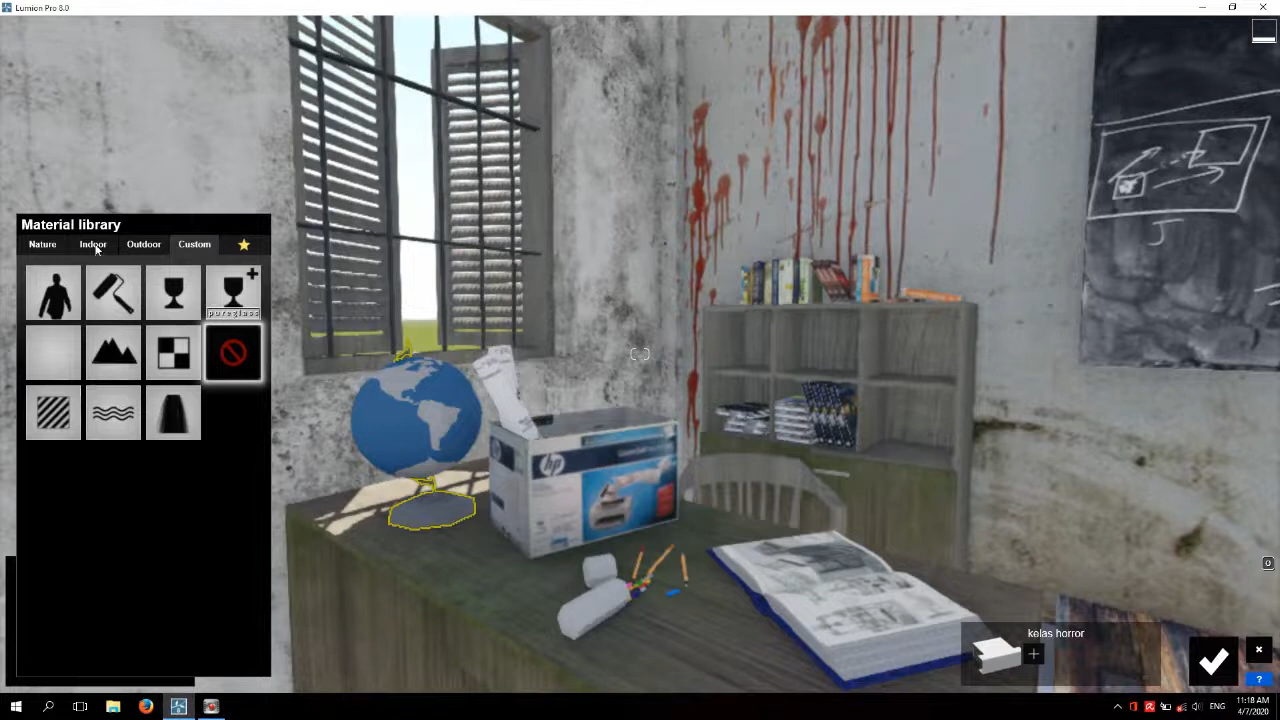 Lumion Pro 8.0
Material library
Nature Indoor Outdoor Custom
pureglass
hp
kelas horror
?
ENG
11:18 AM
4/7/2020